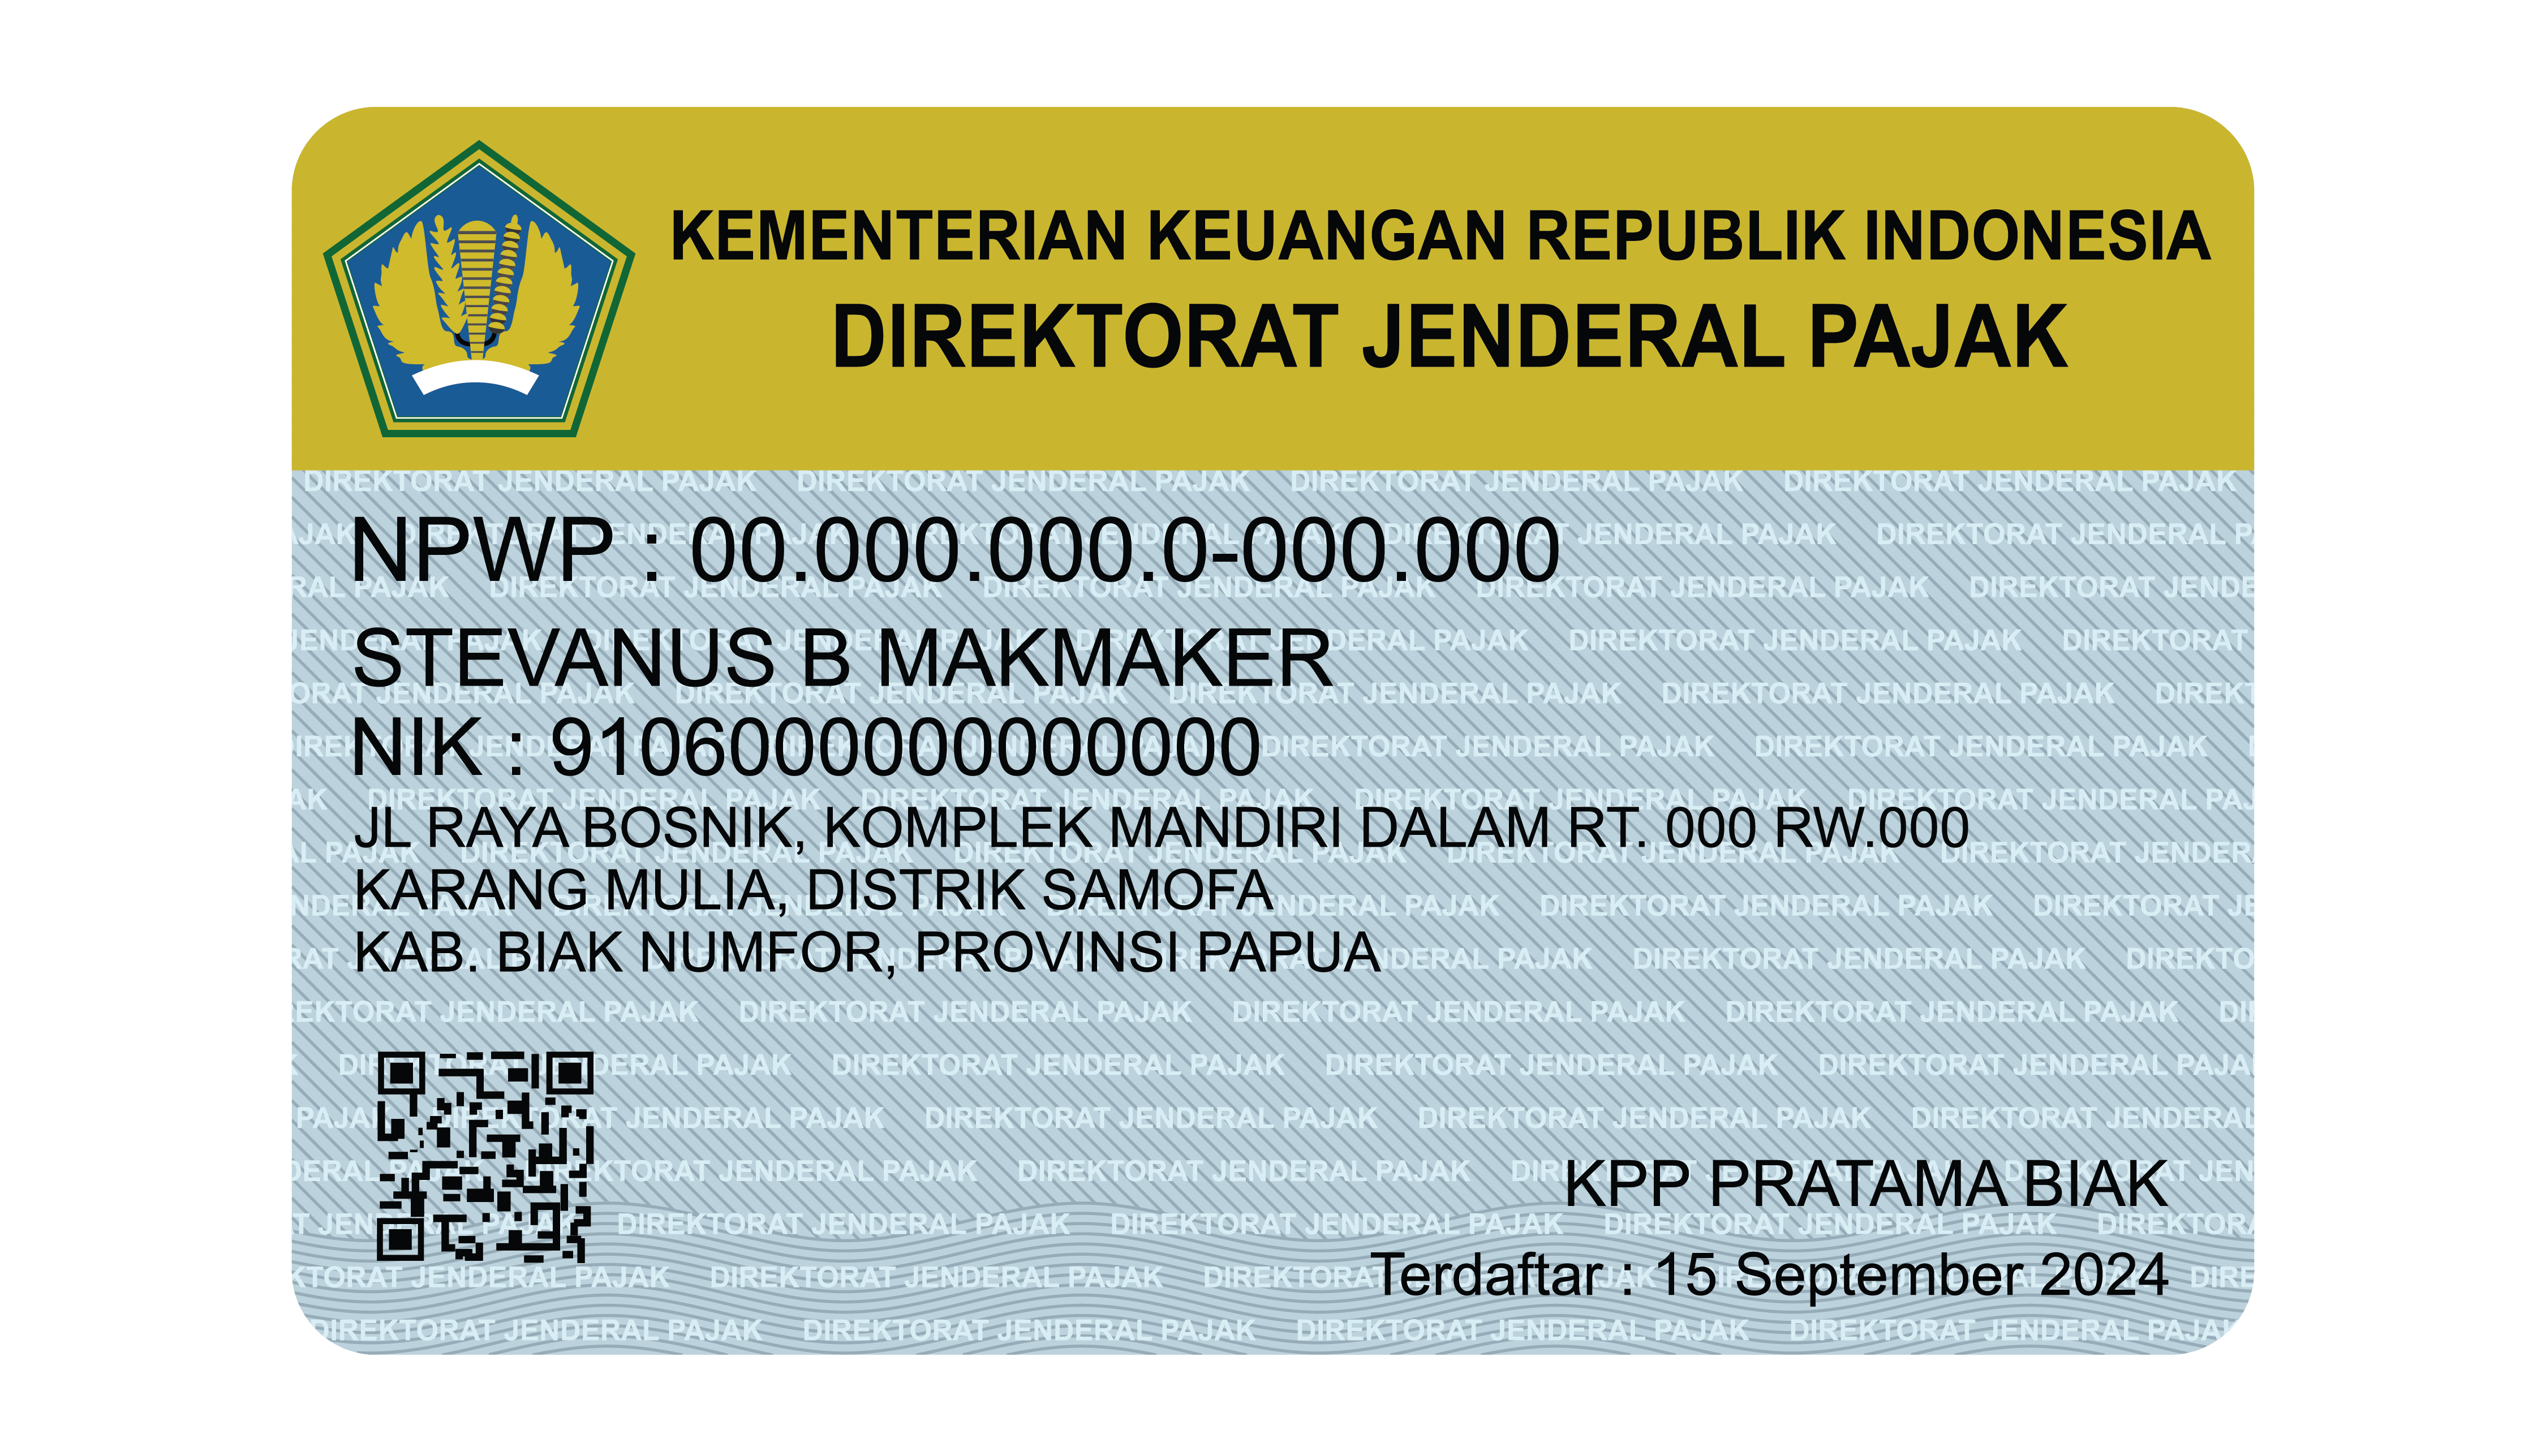 KEMENTERIAN KEUANGAN REPUBLIK INDONESIA
DIREKTORAT JENDERAL PAJAK
NPWP : 00.000.000.0-000.000
STEVANUS B MAKMAKER
NIK : 9106000000000000
JL RAYA BOSNIK, KOMPLEK MANDIRI DALAM RT. 000 RW.000
KARANG MULIA, DISTRIK SAMOFA
KAB. BIAK NUMFOR, PROVINSI PAPUA
KPP PRATAMA BIAK
Terdaftar : 15 September 2024